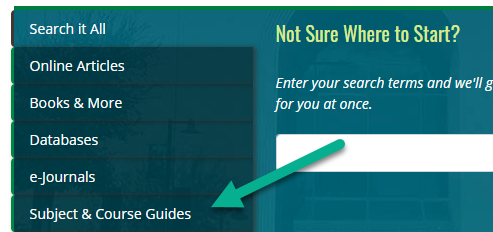 Search it All
Online Articles
Books & More
Databases
e-Journals
Subject & Course Guides
Not Sure Where to Start?
Enter your search terms and we'll g
for you at once.